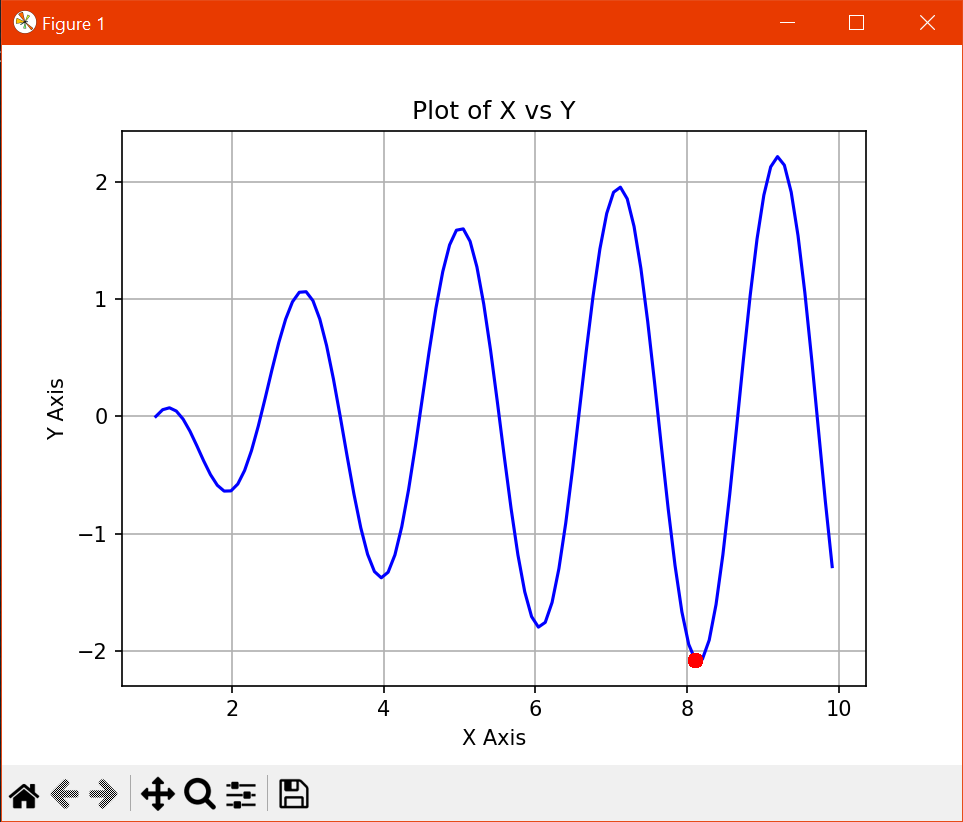 Figure 1
Plot of X vs Y
2
1
0
−1
−2
Y Axis
2 4 6 8 10
X Axis